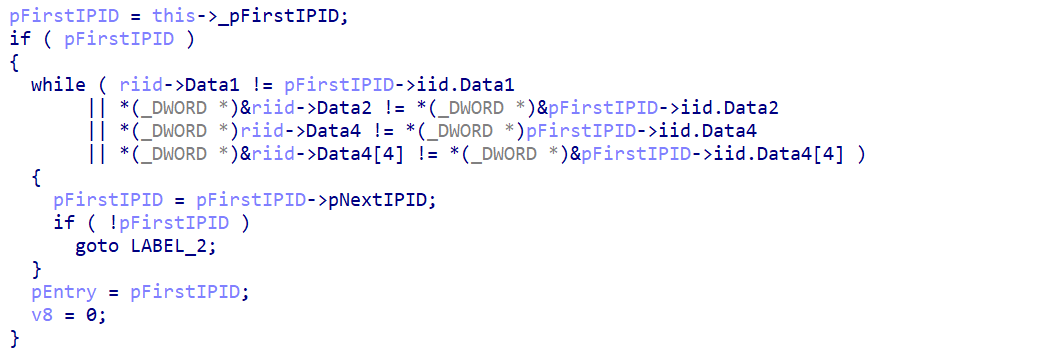 pFirstIPID = this->_pFirstIPID;
if ( pFirstIPID )
{
  while ( riid->Data1 != pFirstIPID->iid.Data1
       || *(_DWORD *)&riid->Data2 != *(_DWORD *)&pFirstIPID->iid.Data2
       || *(_DWORD *)riid->Data4 != *(_DWORD *)pFirstIPID->iid.Data4
       || *(_DWORD *)&riid->Data4[4] != *(_DWORD *)&pFirstIPID->iid.Data4[4] )
  {
    pFirstIPID = pFirstIPID->pNextIPID;
    if ( !pFirstIPID )
      goto LABEL_2;
  }
  pEntry = pFirstIPID;
  v8 = 0;
}